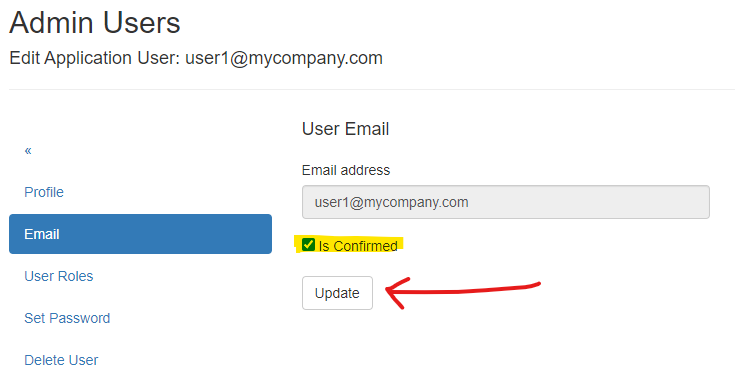 Admin Users
Edit Application User: user1@mycompany.com
«
Profile
Email
User Roles
Set Password
Delete User
User Email
Email address
user1@mycompany.com
Is Confirmed
Update